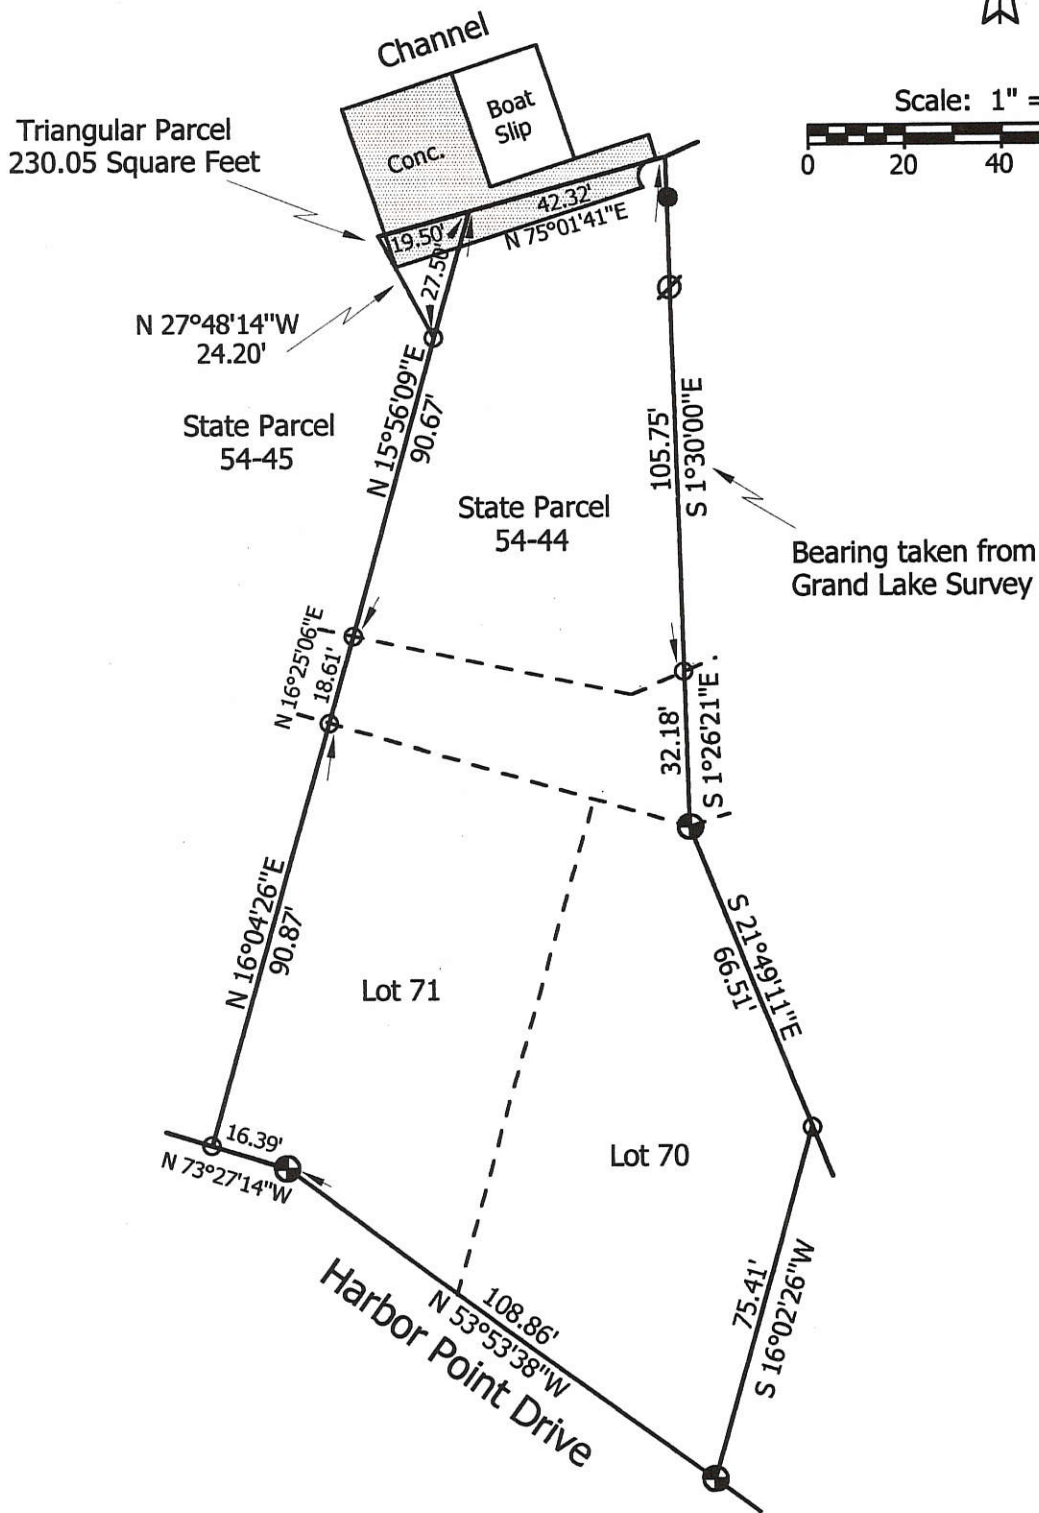 Channel
Scale: 1" =
0 20 40
Boat
Slip
Triangular Parcel
230.05 Square Feet
Conc.
42.32'
N 75°01'41"E
19.50'
27.50'
N 27°48'14"W
24.20'
N 15°56'09"E
90.67'
State Parcel
54-45
105.75'
S 1°30'00"E
State Parcel
54-44
Bearing taken from
Grand Lake Survey
N 16°25'06"E
18.61'
32.18'
S 1°26'21"E
N 16°04'26"E
90.87'
S 21°49'11"E
66.51'
Lot 71
16.39'
N 73°27'14"W
Lot 70
108.86'
N 53°53'38"W
Harbor Point Drive
75.41'
S 16°02'26"W